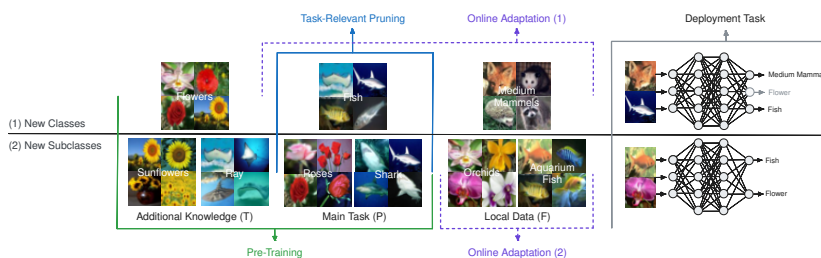 Task-Relevant Pruning
Online Adaptation (1)
Deployment Task
Flowers
Fish
Medium
Mammels
Medium Mamma
Flower
Fish
(1) New Classes
(2) New Subclasses
Sunflowers
Ray
Roses
Shark
Orchids
Aquarium
Fish
Fish
Flower
Additional Knowledge (T)
Main Task (P)
Local Data (F)
Pre-Training
Online Adaptation (2)